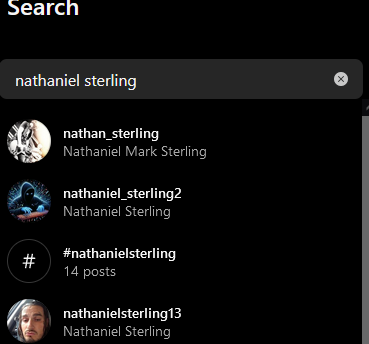 Search
nathaniel sterling
nathan_sterling
Nathaniel Mark Sterling
nathaniel_sterling2
Nathaniel Sterling
#
#nathanielsterling
14 posts
nathanielsterling13
Nathaniel Sterling